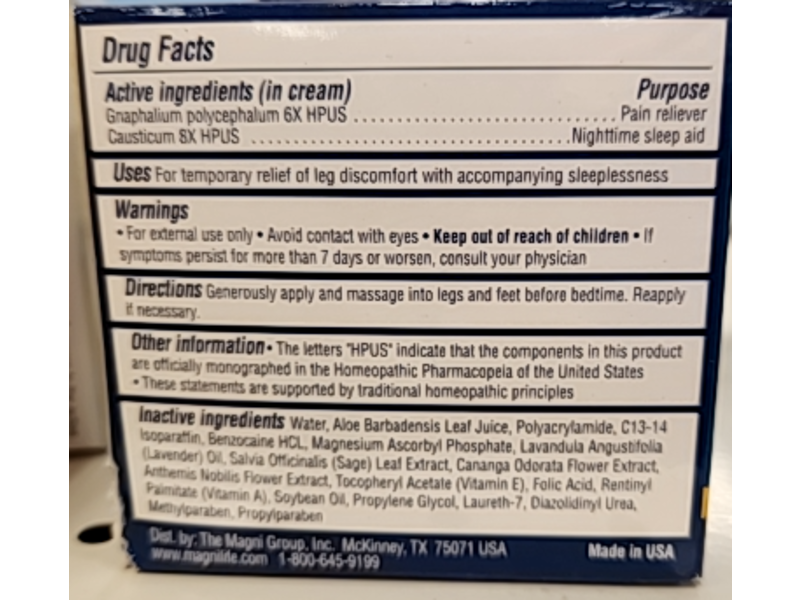 Drug Facts
Active ingredients (in cream) Purpose
Gnaphalium polycephalum 6X HPUS ............................ Pain reliever
Causticum 8X HPUS ................................. Nighttime sleep aid
Uses For temporary relief of leg discomfort with accompanying sleeplessness
Warnings
• For external use only • Avoid contact with eyes • Keep out of reach of children • If
symptoms persist for more than 7 days or worsen, consult your physician
Directions Generously apply and massage into legs and feet before bedtime. Reapply
if necessary.
Other information • The letters "HPUS" indicate that the components in this product
are officially monographed in the Homeopathic Pharmacopeia of the United States
• These statements are supported by traditional homeopathic principles
Inactive ingredients Water, Aloe Barbadensis Leaf Juice, Polyacrylamide, C13-14
Isoparaffin, Benzocaine HCL, Magnesium Ascorbyl Phosphate, Lavandula Angustifolia
(Lavender) Oil, Salvia Officinalis (Sage) Leaf Extract, Cananga Odorata Flower Extract,
Anthemis Nobilis Flower Extract, Tocopheryl Acetate (Vitamin E), Folic Acid, Rentinyl
Palmitate (Vitamin A), Soybean Oil, Propylene Glycol, Laureth-7, Diazolidinyl Urea,
Methylparaben, Propylparaben
Dist. by: The Magni Group, Inc. McKinney, TX 75071 USA
www.magnilife.com 1-800-645-9199 Made in USA